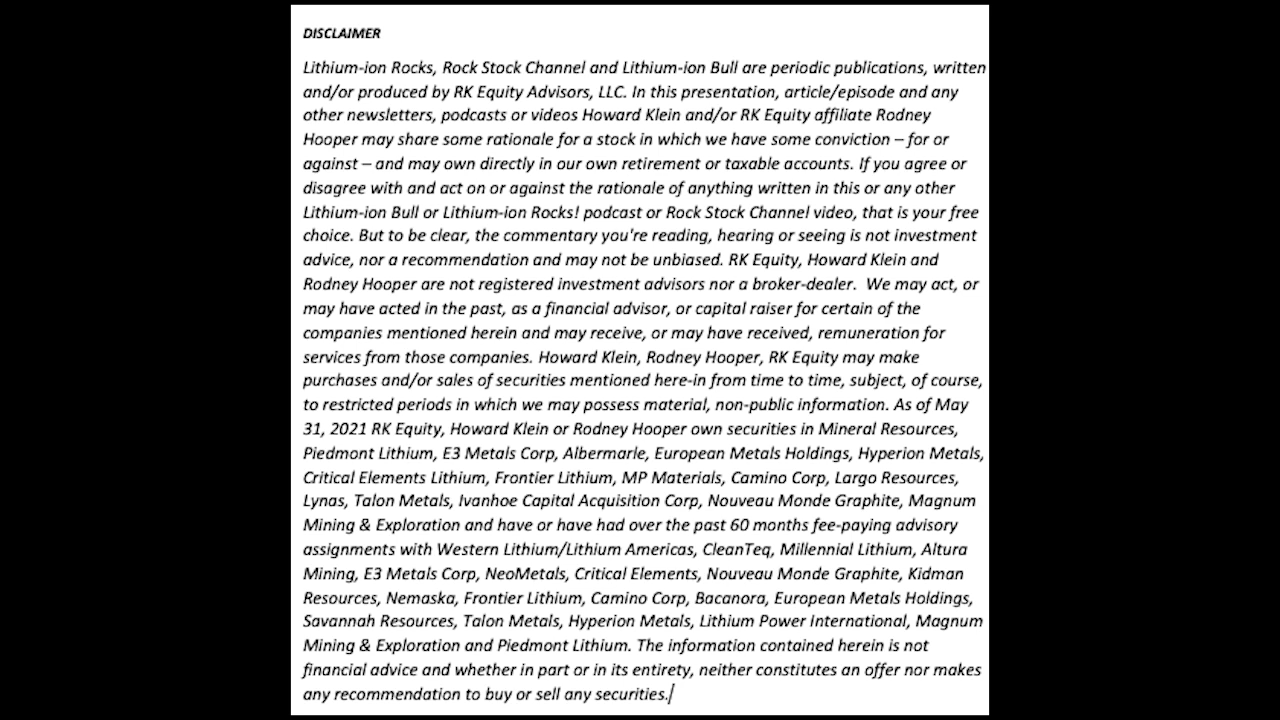 DISCLAIMER
Lithium-ion Rocks, Rock Stock Channel and Lithium-ion Bull are periodic publications, written
and/or produced by RK Equity Advisors, LLC. In this presentation, article/episode and any
other newsletters, podcasts or videos Howard Klein and/or RK Equity affiliate Rodney
Hooper may share some rationale for a stock in which we have some conviction – for or
against – and may own directly in our own retirement or taxable accounts. If you agree or
disagree with and act on or against the rationale of anything written in this or any other
Lithium-ion Bull or Lithium-ion Rocks! podcast or Rock Stock Channel video, that is your free
choice. But to be clear, the commentary you're reading, hearing or seeing is not investment
advice, nor a recommendation and may not be unbiased. RK Equity, Howard Klein and
Rodney Hooper are not registered investment advisors nor a broker-dealer.  We may act, or
may have acted in the past, as a financial advisor, or capital raiser for certain of the
companies mentioned herein and may receive, or may have received, remuneration for
services from those companies. Howard Klein, Rodney Hooper, RK Equity may make
purchases and/or sales of securities mentioned here-in from time to time, subject, of course,
to restricted periods in which we may possess material, non-public information. As of May
31, 2021 RK Equity, Howard Klein or Rodney Hooper own securities in Mineral Resources,
Piedmont Lithium, E3 Metals Corp, Albermarle, European Metals Holdings, Hyperion Metals,
Critical Elements Lithium, Frontier Lithium, MP Materials, Camino Corp, Largo Resources,
Lynas, Talon Metals, Ivanhoe Capital Acquisition Corp, Nouveau Monde Graphite, Magnum
Mining & Exploration and have or have had over the past 60 months fee-paying advisory
assignments with Western Lithium/Lithium Americas, CleanTeq, Millennial Lithium, Altura
Mining, E3 Metals Corp, NeoMetals, Critical Elements, Nouveau Monde Graphite, Kidman
Resources, Nemaska, Frontier Lithium, Camino Corp, Bacanora, European Metals Holdings,
Savannah Resources, Talon Metals, Hyperion Metals, Lithium Power International, Magnum
Mining & Exploration and Piedmont Lithium. The information contained herein is not
financial advice and whether in part or in its entirety, neither constitutes an offer nor makes
any recommendation to buy or sell any securities.